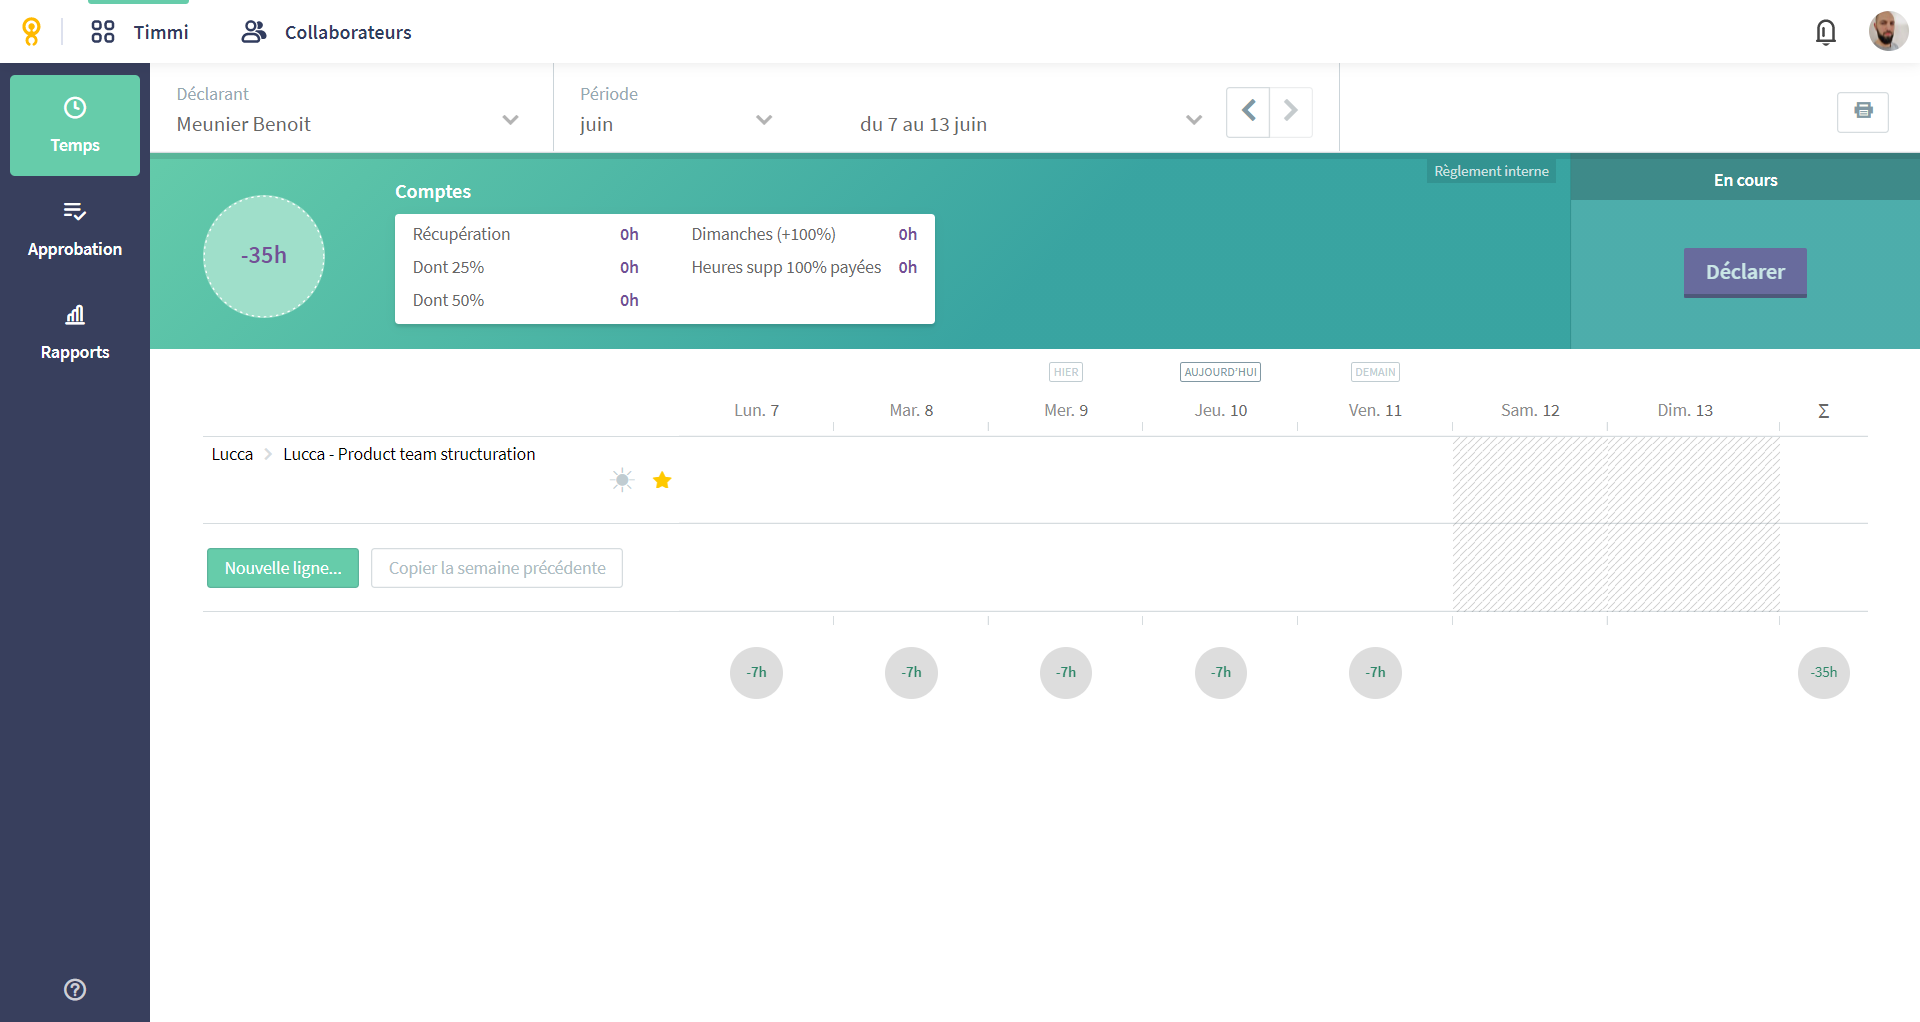 Timmi
Collaborateurs
Temps
Approbation
Rapports
Déclarant
Meunier Benoit
Période
juin
du 7 au 13 juin
Règlement interne
En cours
-35h
Comptes
Récupération 0h Dimanches (+100%) 0h
Dont 25% 0h Heures supp 100% payées 0h
Dont 50% 0h
Déclarer
HIER AUJOURD'HUI DEMAIN
Lun. 7 Mar. 8 Mer. 9 Jeu. 10 Ven. 11 Sam. 12 Dim. 13 Σ
Lucca Lucca - Product team structuration
Nouvelle ligne... Copier la semaine précédente
-7h -7h -7h -7h -7h -35h